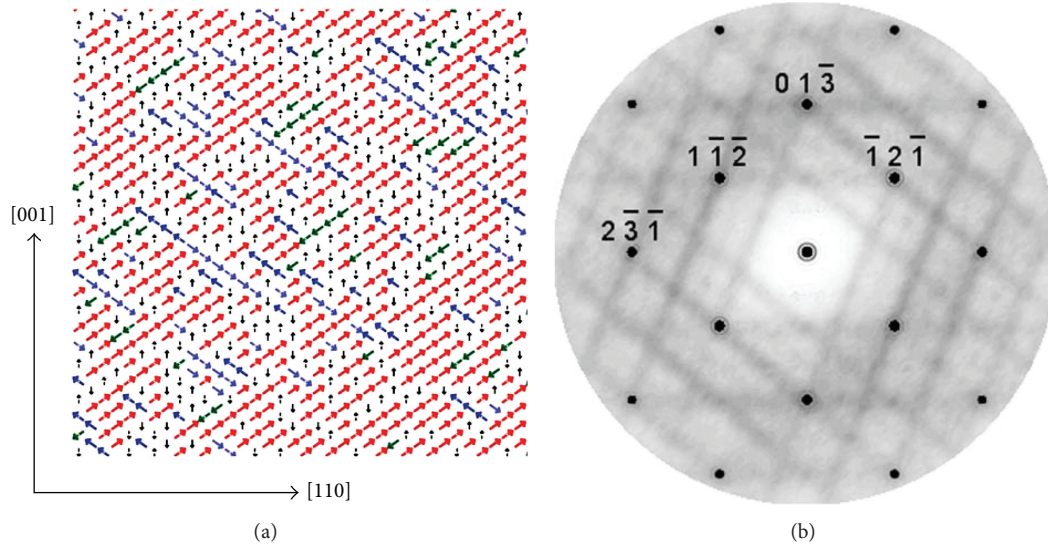 [001]
[110]
(a)
0 1 3̅
1 1̅ 2̅
1̅ 2 1̅
2 3̅ 1̅
(b)